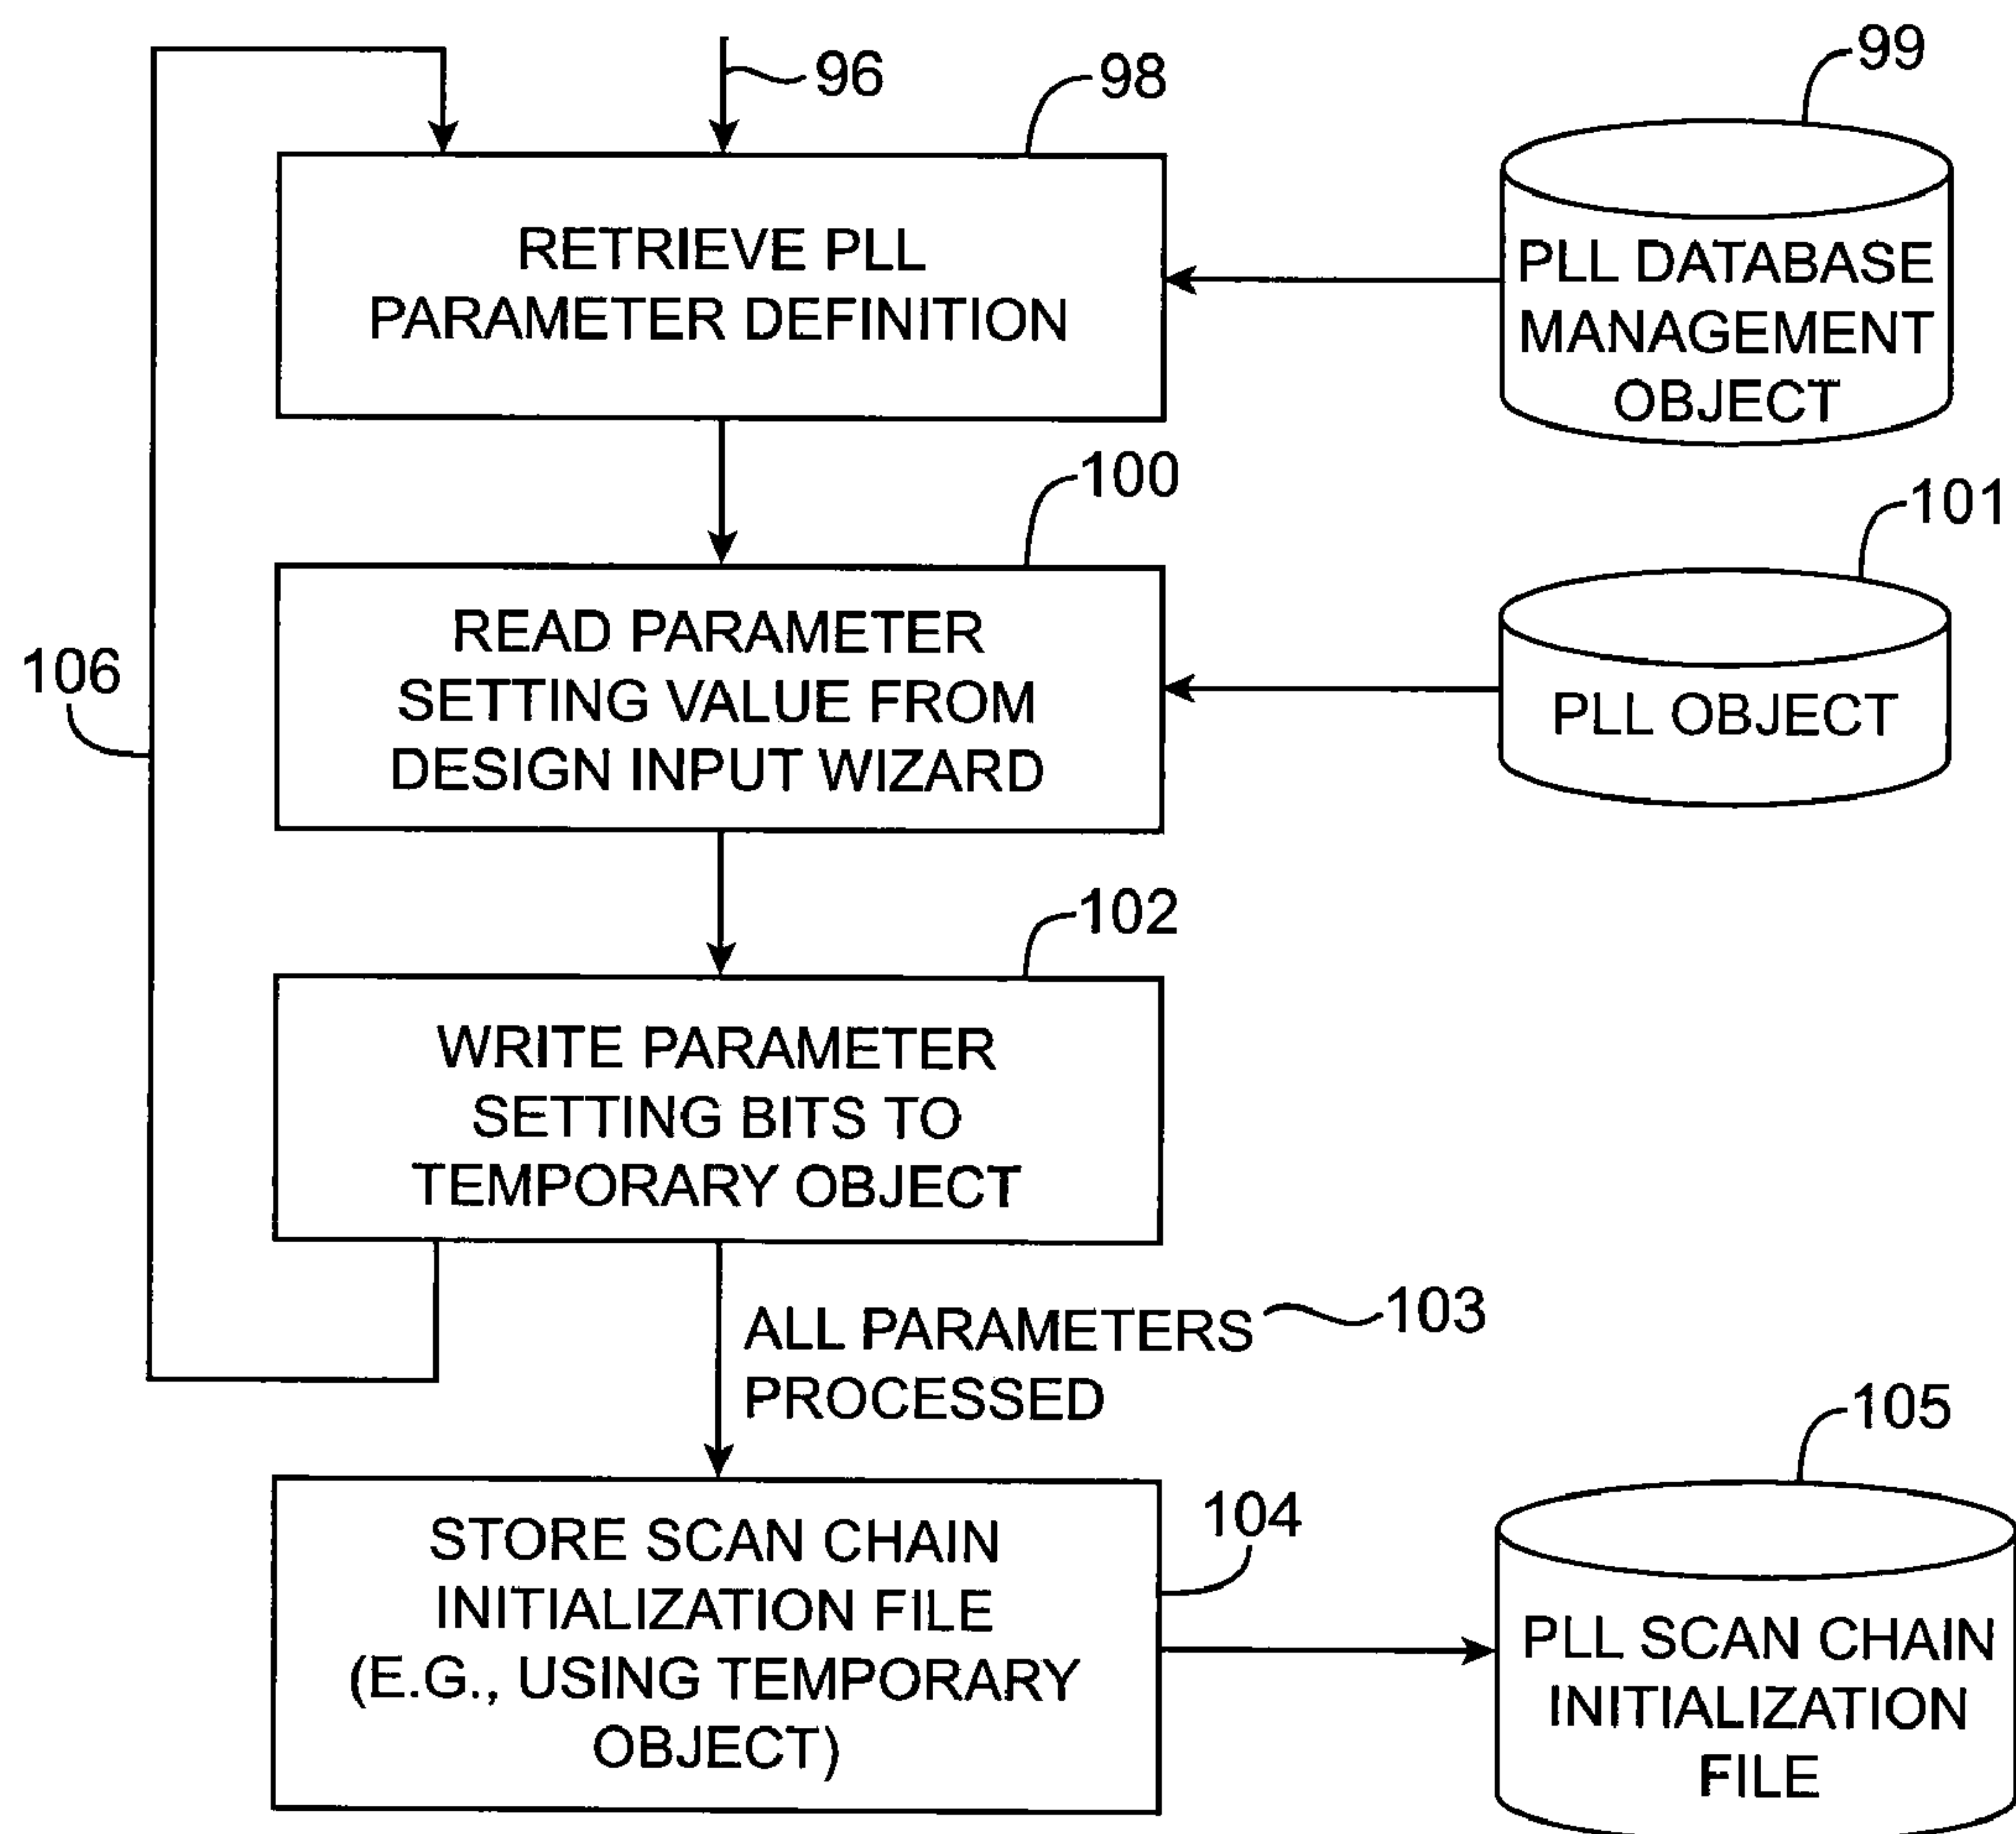 96
98
99
RETRIEVE PLL
PARAMETER DEFINITION
PLL DATABASE
MANAGEMENT
OBJECT
100
101
READ PARAMETER
SETTING VALUE FROM
DESIGN INPUT WIZARD
PLL OBJECT
106
102
WRITE PARAMETER
SETTING BITS TO
TEMPORARY OBJECT
ALL PARAMETERS
PROCESSED
103
104
STORE SCAN CHAIN
INITIALIZATION FILE
(E.G., USING TEMPORARY
OBJECT)
105
PLL SCAN CHAIN
INITIALIZATION
FILE